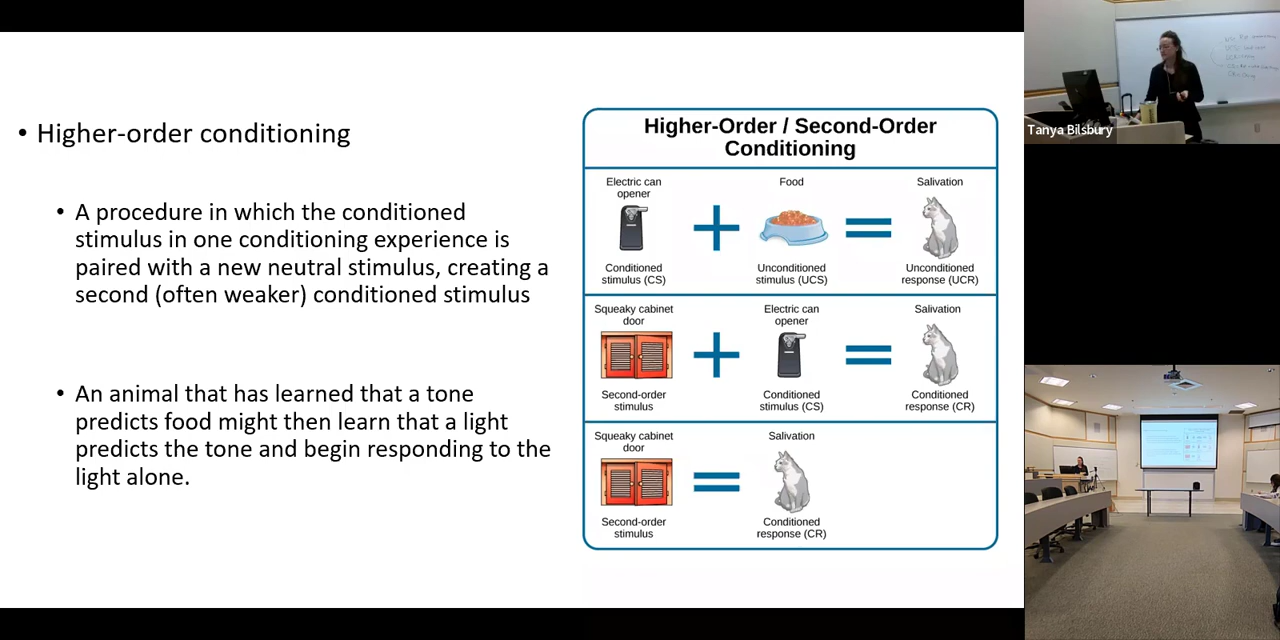 • Higher-order conditioning
• A procedure in which the conditioned
stimulus in one conditioning experience is
paired with a new neutral stimulus, creating a
second (often weaker) conditioned stimulus
• An animal that has learned that a tone
predicts food might then learn that a light
predicts the tone and begin responding to the
light alone.
Higher-Order / Second-Order
Conditioning
Electric can
opener
Food
Salivation
Conditioned
stimulus (CS)
Unconditioned
stimulus (UCS)
Unconditioned
response (UCR)
Squeaky cabinet
door
Electric can
opener
Salivation
Second-order
stimulus
Conditioned
stimulus (CS)
Conditioned
response (CR)
Squeaky cabinet
door
Salivation
Second-order
stimulus
Conditioned
response (CR)
Tanya Bilsbury